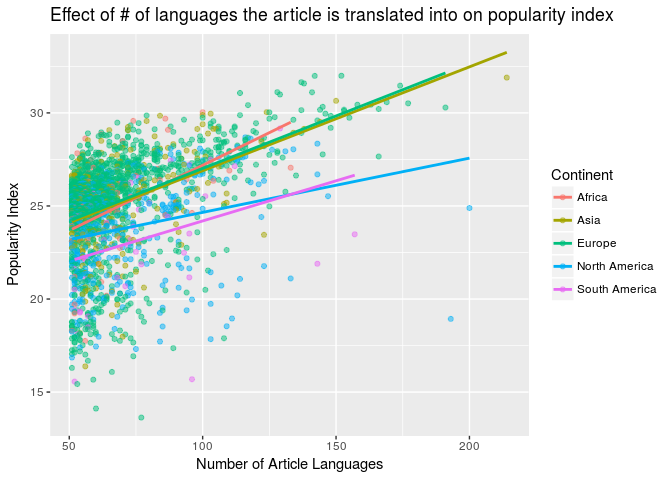 Effect of # of languages the article is translated into on popularity index
30
25
20
15
Popularity Index
50 100 150 200
Number of Article Languages
Continent
Africa
Asia
Europe
North America
South America